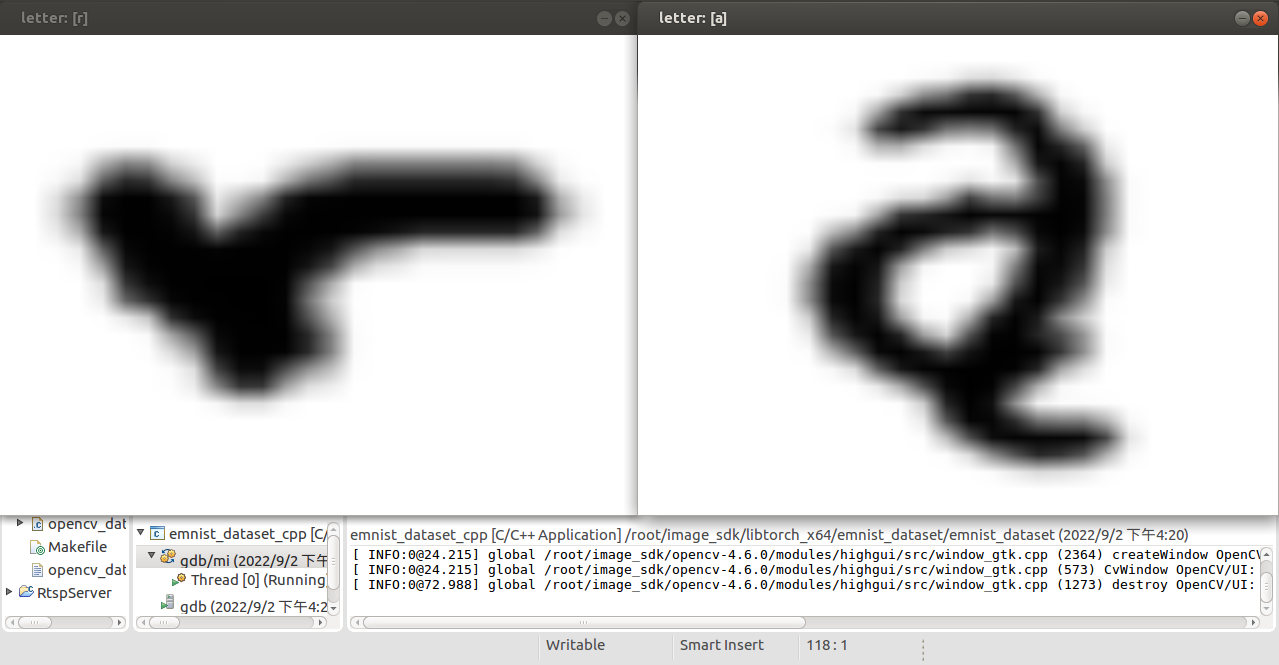 letter: [r]
letter: [a]
r
a
opencv_dat
Makefile
opencv_dat
RtspServer
emnist_dataset_cpp [C/
gdb/mi (2022/9/2 下午
Thread [0] (Running)
gdb (2022/9/2 下午4:2
emnist_dataset_cpp [C/C++ Application] /root/image_sdk/libtorch_x64/emnist_dataset/emnist_dataset (2022/9/2 下午4:20)
[ INFO:0@24.215] global /root/image_sdk/opencv-4.6.0/modules/highgui/src/window_gtk.cpp (2364) createWindow OpenCV
[ INFO:0@24.215] global /root/image_sdk/opencv-4.6.0/modules/highgui/src/window_gtk.cpp (573) CvWindow OpenCV/UI:
[ INFO:0@72.988] global /root/image_sdk/opencv-4.6.0/modules/highgui/src/window_gtk.cpp (1273) destroy OpenCV/UI:
Writable
Smart Insert
118 : 1